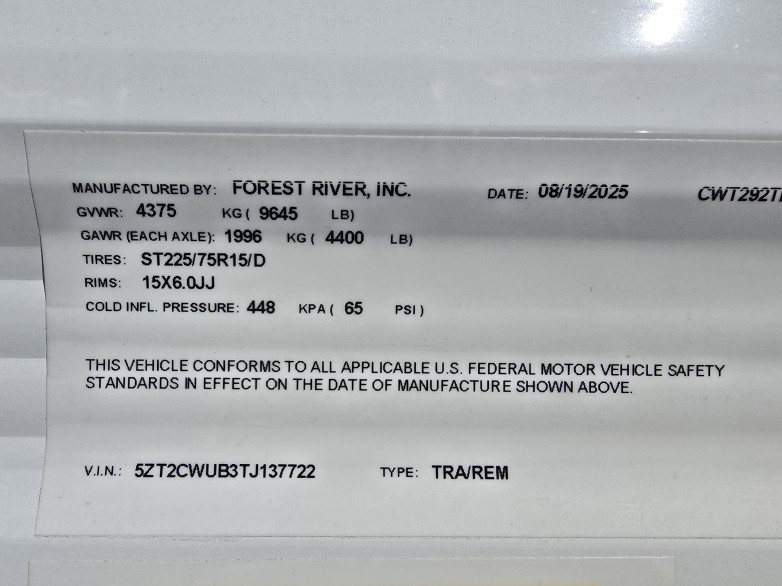 MANUFACTURED BY: FOREST RIVER, INC. DATE: 08/19/2025
GVWR: 4375 KG ( 9645 LB)
GAWR (EACH AXLE): 1996 KG ( 4400 LB)
TIRES: ST225/75R15/D
RIMS: 15X6.0JJ
COLD INFL. PRESSURE: 448 KPA ( 65 PSI )
THIS VEHICLE CONFORMS TO ALL APPLICABLE U.S. FEDERAL MOTOR VEHICLE SAFETY
STANDARDS IN EFFECT ON THE DATE OF MANUFACTURE SHOWN ABOVE.
V.I.N.: 5ZT2CWUB3TJ137722 TYPE: TRA/REM